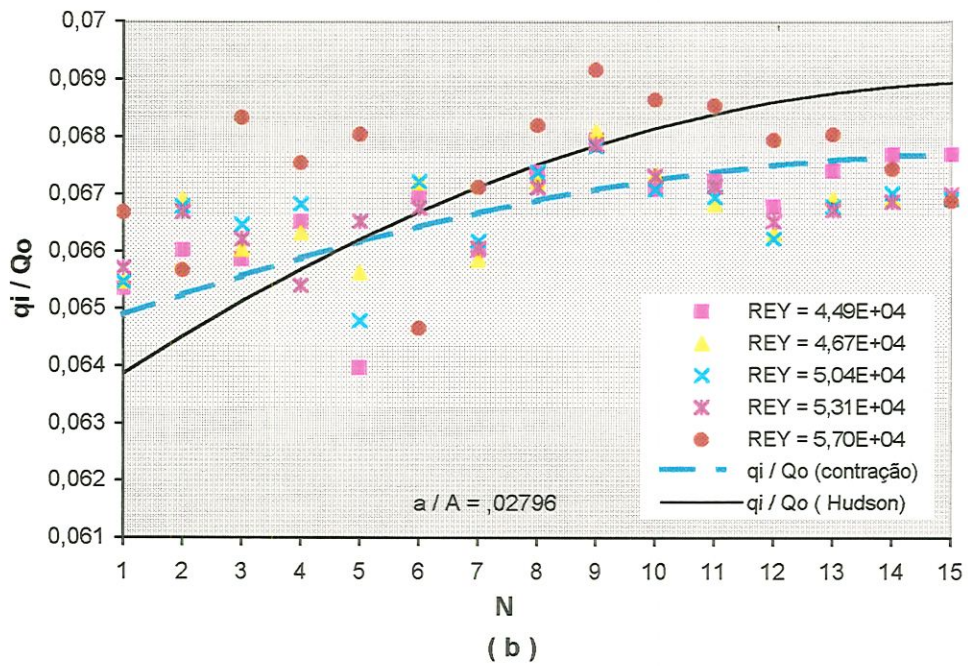 0,07
0,069
0,068
0,067
0,066
0,065
0,064
0,063
0,062
0,061
qi / Qo
REY = 4,49E+04
REY = 4,67E+04
REY = 5,04E+04
REY = 5,31E+04
REY = 5,70E+04
qi / Qo (contração)
qi / Qo ( Hudson)
a / A = ,02796
1 2 3 4 5 6 7 8 9 10 11 12 13 14 15
N
( b )